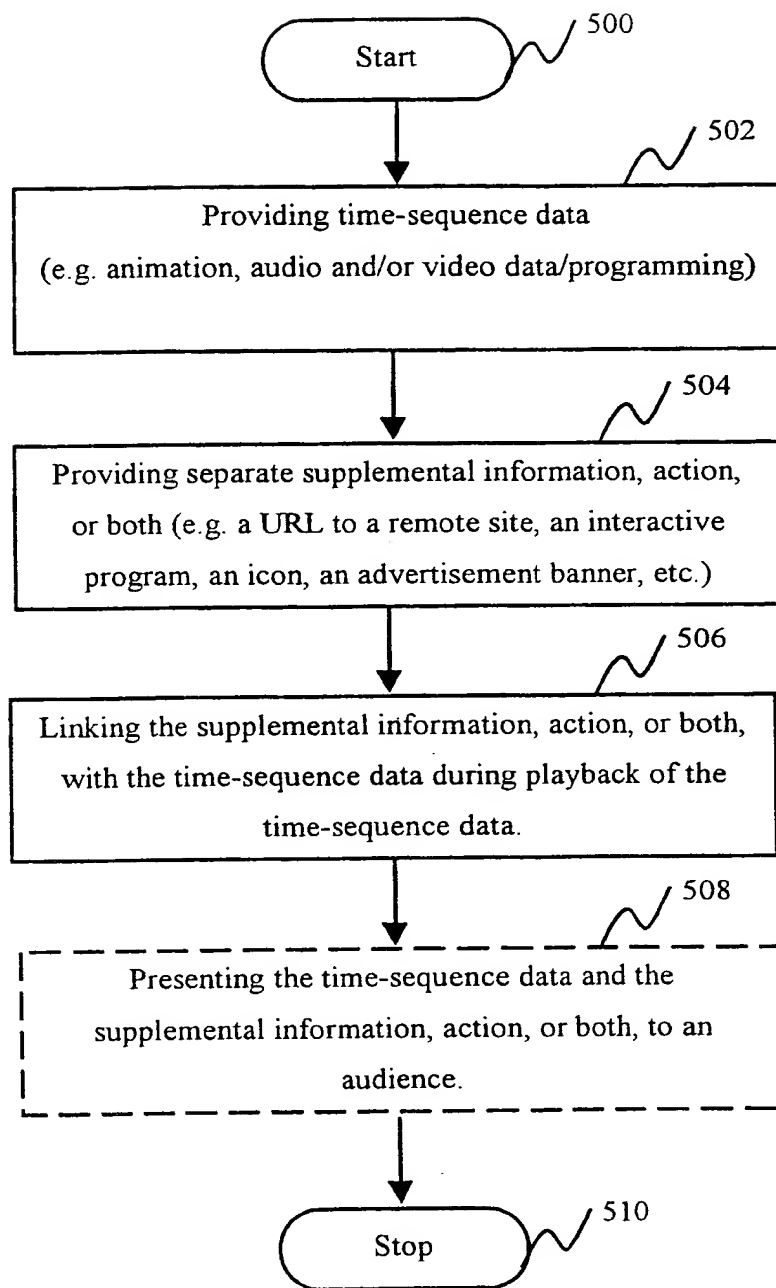 Start
500
502
Providing time-sequence data
(e.g. animation, audio and/or video data/programming)
504
Providing separate supplemental information, action,
or both (e.g. a URL to a remote site, an interactive
program, an icon, an advertisement banner, etc.)
506
Linking the supplemental information, action, or both,
with the time-sequence data during playback of the
time-sequence data.
508
Presenting the time-sequence data and the
supplemental information, action, or both, to an
audience.
510
Stop